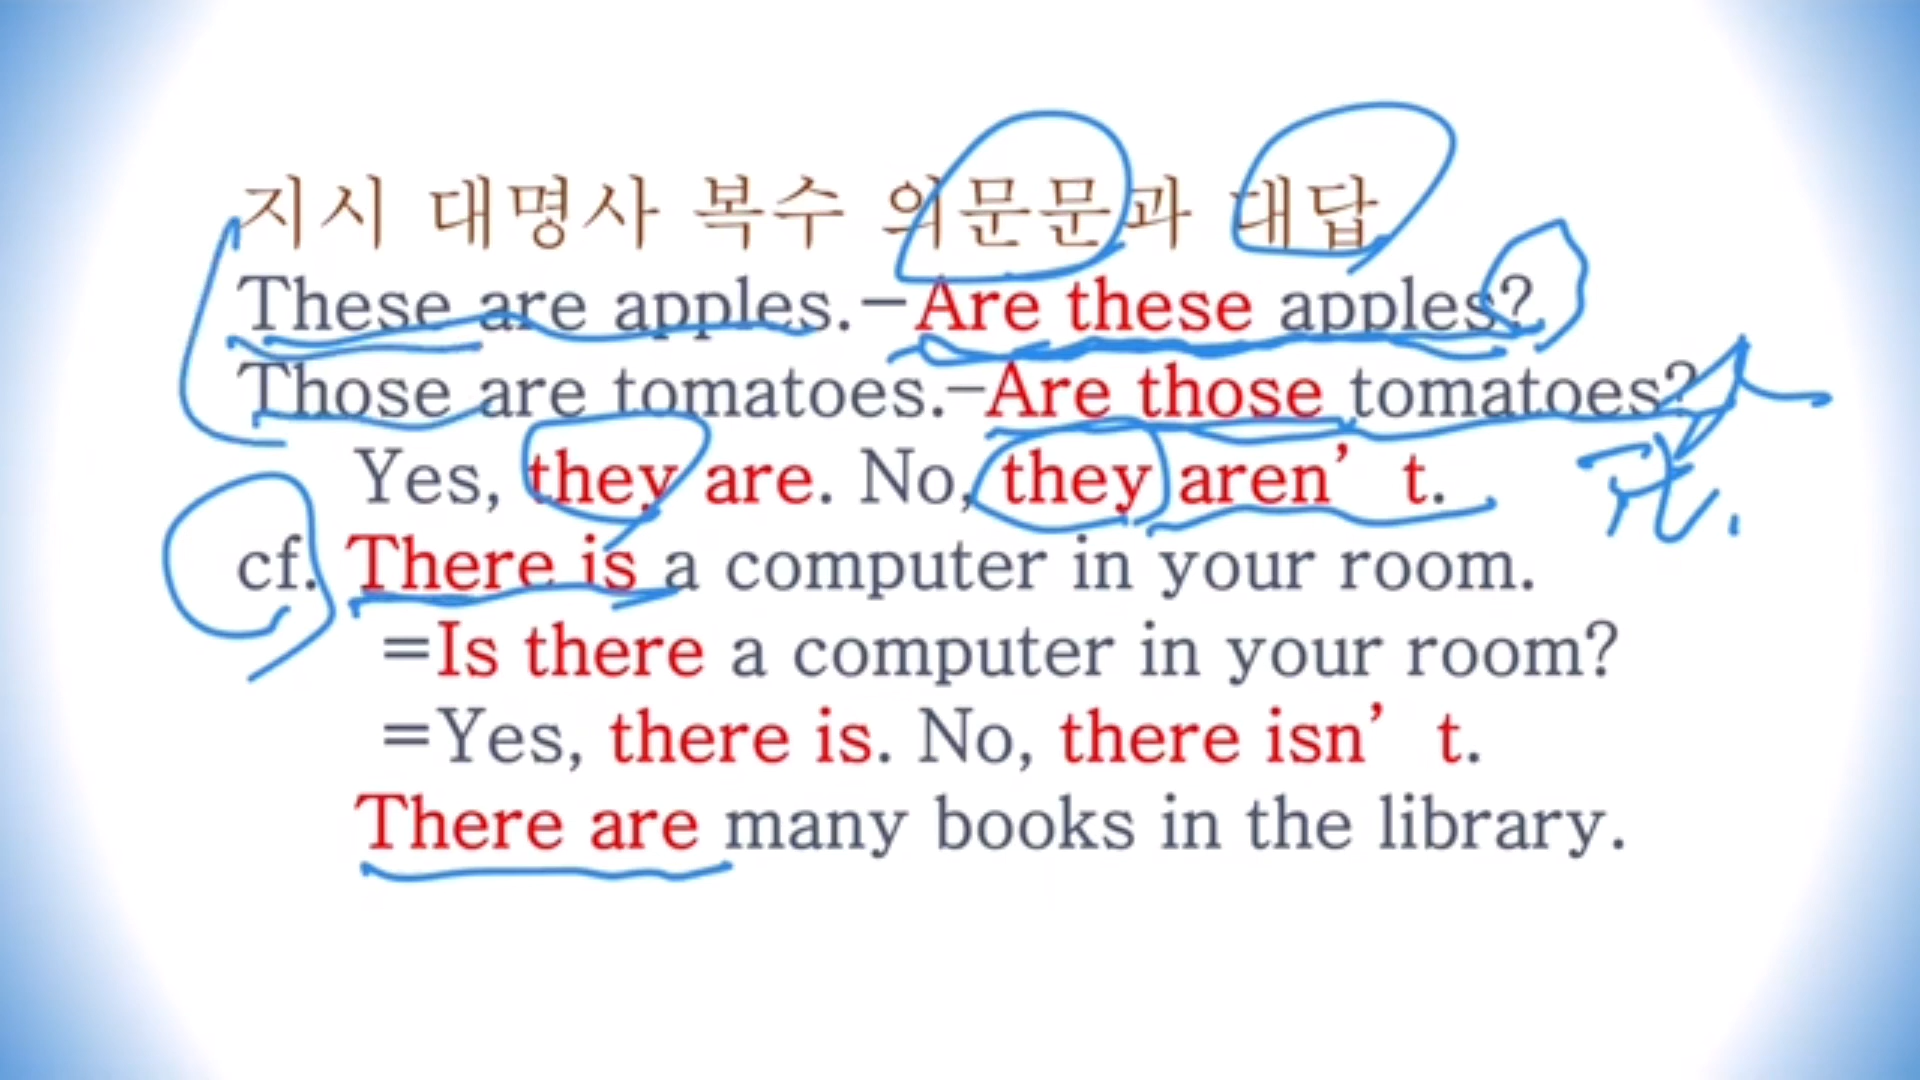 지시 대명사 복수 의문문과 대답
These are apples.-Are these apples?
Those are tomatoes.-Are those tomatoes?
Yes, they are. No, they aren’ t.
cf. There is a computer in your room.
=Is there a computer in your room?
=Yes, there is. No, there isn’ t.
There are many books in the library.